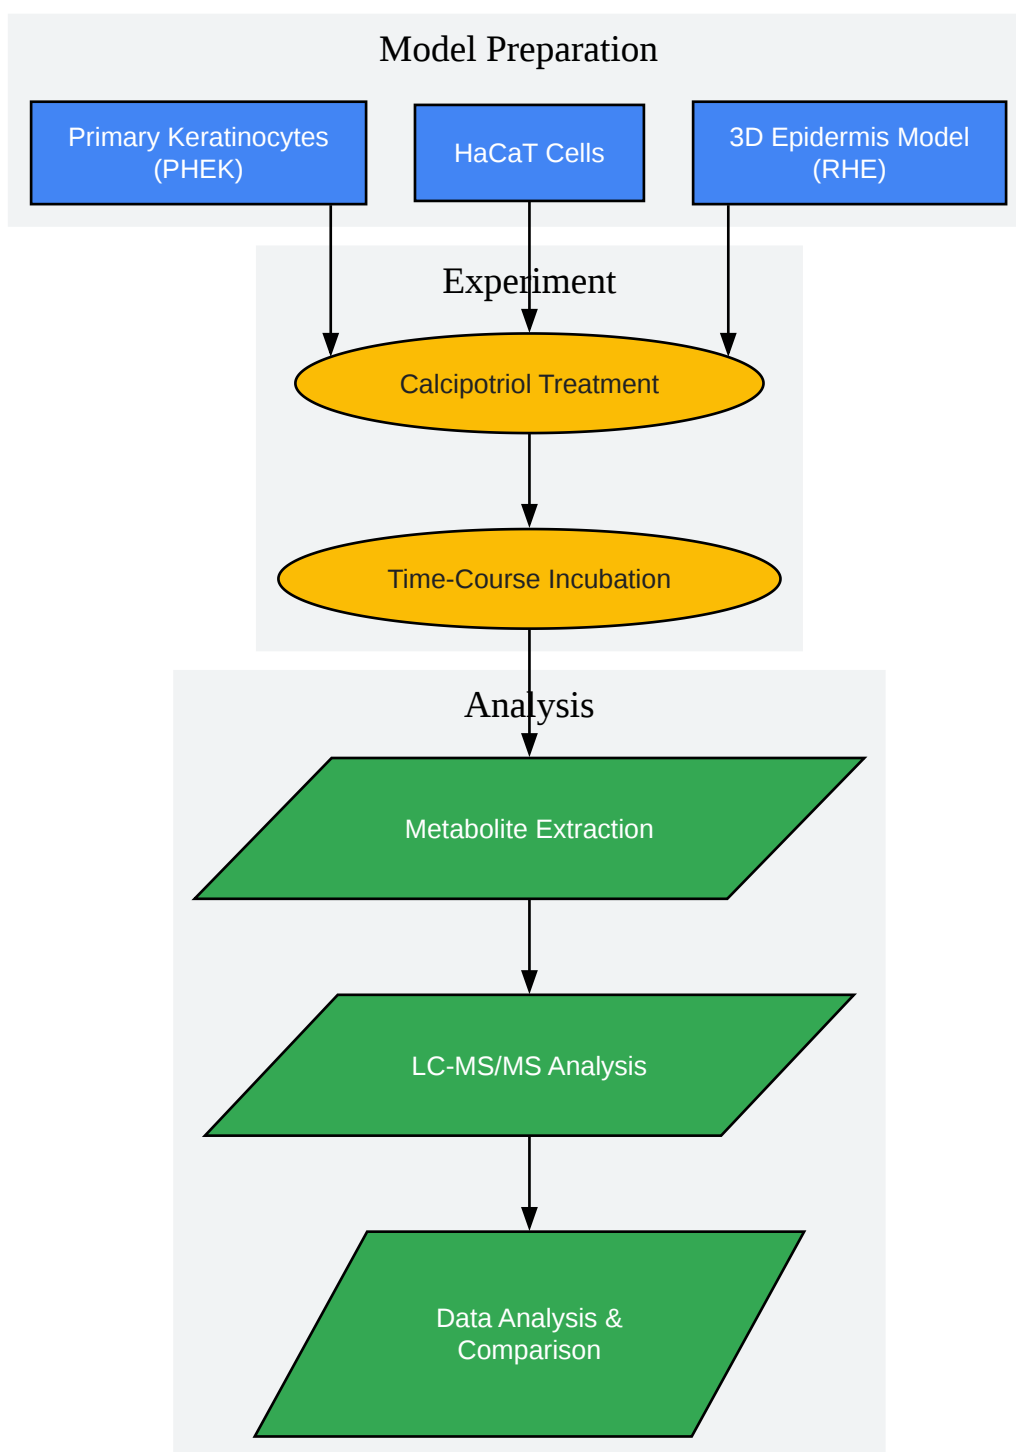 Model Preparation
Primary Keratinocytes
(PHEK)
HaCaT Cells
3D Epidermis Model
(RHE)
Experiment
Calcipotriol Treatment
Time-Course Incubation
Analysis
Metabolite Extraction
LC-MS/MS Analysis
Data Analysis &
Comparison